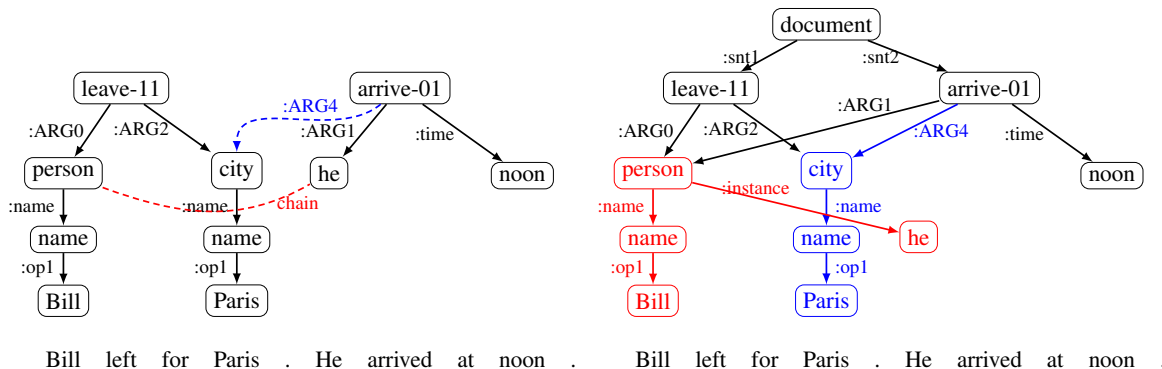 document
:snt1 :snt2
leave-11 arrive-01 leave-11 arrive-01
:ARG4 :ARG1
:ARG0 :ARG2 :ARG1 :time :ARG0 :ARG2 :ARG4 :time
person city he noon person city noon
:name :name chain :name :instance :name
name name name name he
:op1 :op1 :op1 :op1
Bill Paris Bill Paris
Bill left for Paris . He arrived at noon . Bill left for Paris . He arrived at noon .